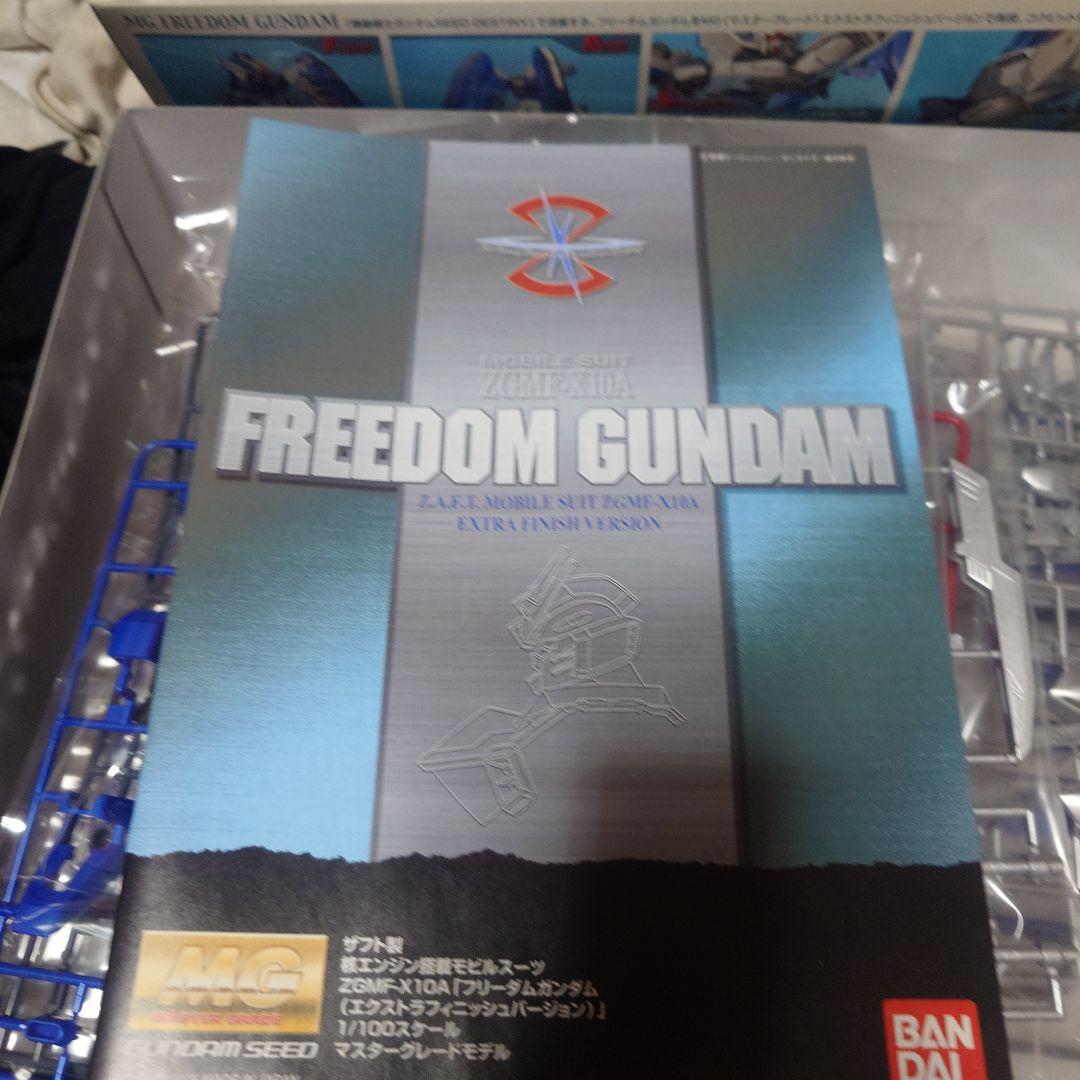 MG FREEDOM GUNDAM
MOBILE SUIT
ZGMF-X10A
FREEDOM GUNDAM
Z.A.F.T. MOBILE SUIT ZGMF-X10A
EXTRA FINISH VERSION
MG
MASTER GRADE
GUNDAM SEED
ザフト製
核エンジン搭載モビルスーツ
ZGMF-X10A「フリーダムガンダム
(エクストラフィニッシュバージョン)」
1/100スケール
マスターグレードモデル
BAN
DAI